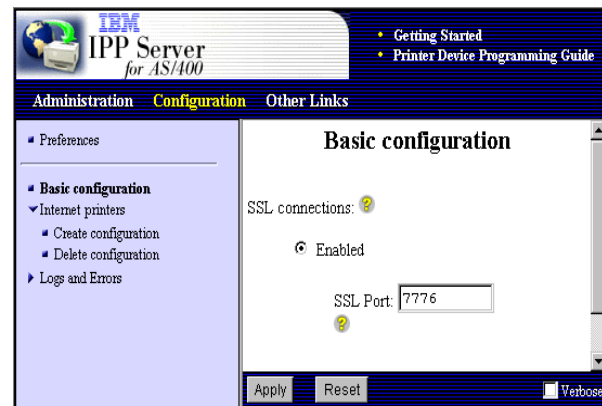 IBM
IPP Server
for AS/400
Getting Started
Printer Device Programming Guide
Administration Configuration Other Links
Preferences
Basic configuration
Internet printers
Create configuration
Delete configuration
Logs and Errors
Basic configuration
SSL connections: ?
Enabled
SSL Port: 7776
?
Apply Reset Verbose